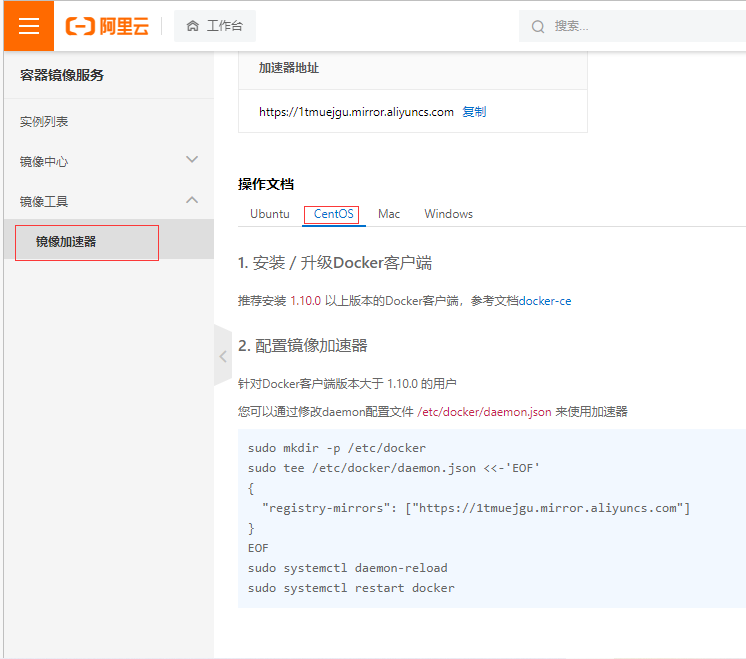 阿里云
工作台
搜索...
容器镜像服务
实例列表
镜像中心
镜像工具
镜像加速器
加速器地址
https://1tmuejgu.mirror.aliyuncs.com 复制
操作文档
Ubuntu CentOS Mac Windows
1. 安装 / 升级Docker客户端
推荐安装 1.10.0 以上版本的Docker客户端，参考文档docker-ce
2. 配置镜像加速器
针对Docker客户端版本大于 1.10.0 的用户
您可以通过修改daemon配置文件 /etc/docker/daemon.json 来使用加速器
sudo mkdir -p /etc/docker
sudo tee /etc/docker/daemon.json <<-'EOF'
{
  "registry-mirrors": ["https://1tmuejgu.mirror.aliyuncs.com"]
}
EOF
sudo systemctl daemon-reload
sudo systemctl restart docker